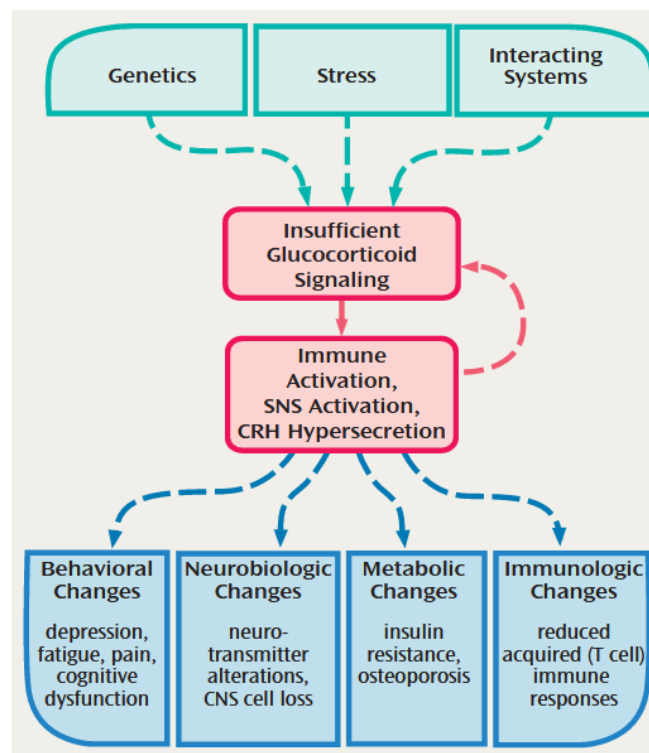 Genetics
Stress
Interacting
Systems
Insufficient
Glucocorticoid
Signaling
Immune
Activation,
SNS Activation,
CRH Hypersecretion
Behavioral
Changes
depression,
fatigue, pain,
cognitive
dysfunction
Neurobiologic
Changes
neuro-
transmitter
alterations,
CNS cell loss
Metabolic
Changes
insulin
resistance,
osteoporosis
Immunologic
Changes
reduced
acquired (T cell)
immune
responses